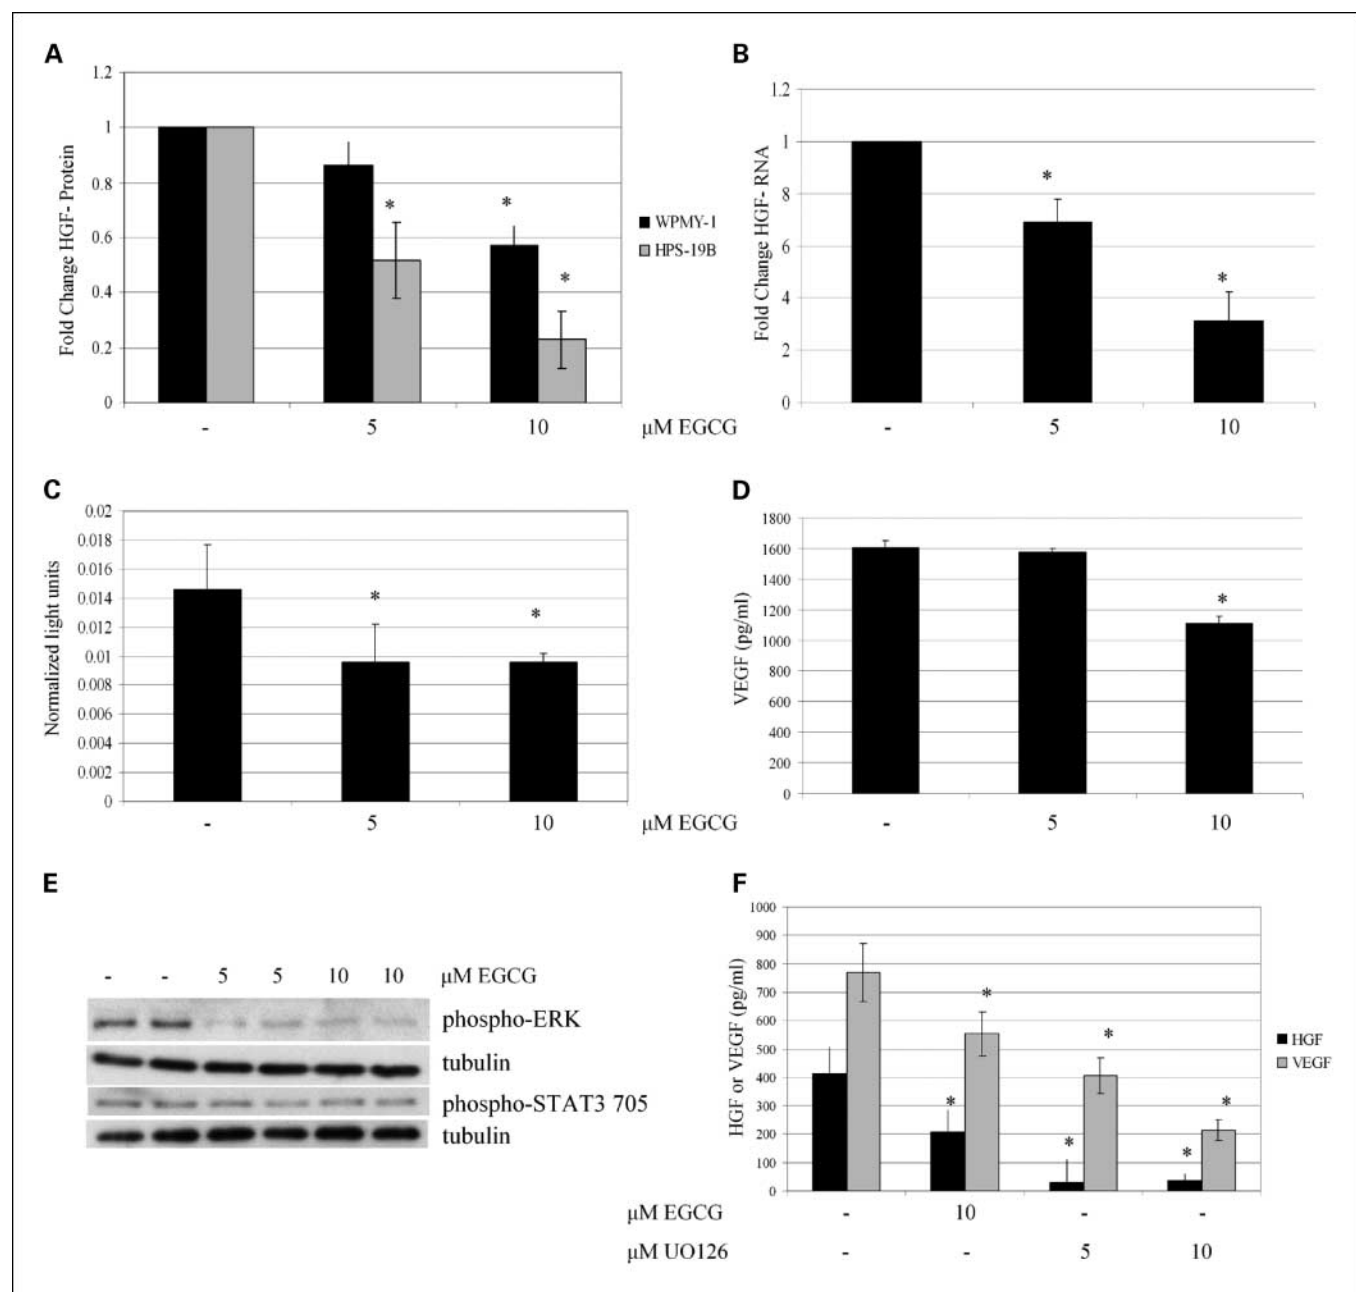 A
1.2
1
0.8
0.6
0.4
0.2
0
Fold Change HGF- Protein
*
*
*
- 5 10 μM EGCG
WPMY-1
HPS-19B
B
1.2
1
8
6
4
2
0
Fold Change HGF- RNA
*
*
- 5 10
C
0.02
0.018
0.016
0.014
0.012
0.01
0.008
0.006
0.004
0.002
0
Normalized light units
*
*
- 5 10 μM EGCG
D
1800
1600
1400
1200
1000
800
600
400
200
0
VEGF (pg/ml)
*
- 5 10
E
- - 5 5 10 10 μM EGCG
phospho-ERK
tubulin
phospho-STAT3 705
tubulin
F
1000
900
800
700
600
500
400
300
200
100
0
HGF or VEGF (pg/ml)
*
*
*
*
*
*
HGF
VEGF
μM EGCG - 10 - -
μM UO126 - - 5 10